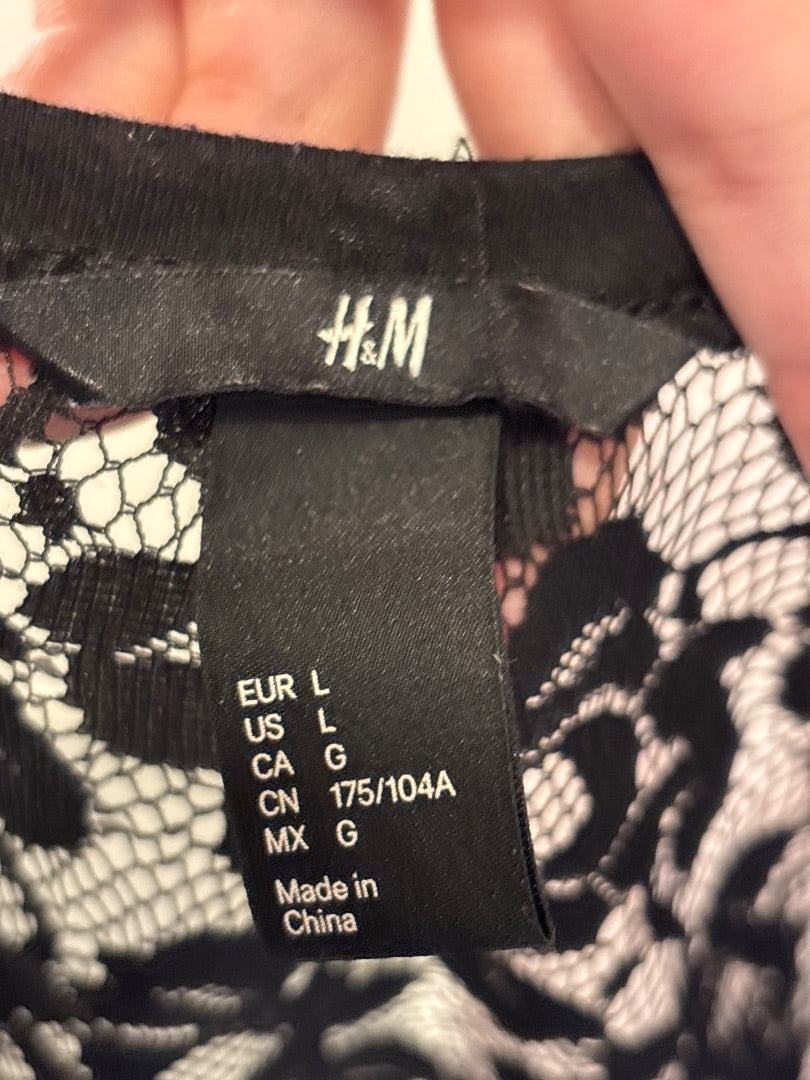 H&M
EUR L
US L
CA G
CN 175/104A
MX G
Made in
China